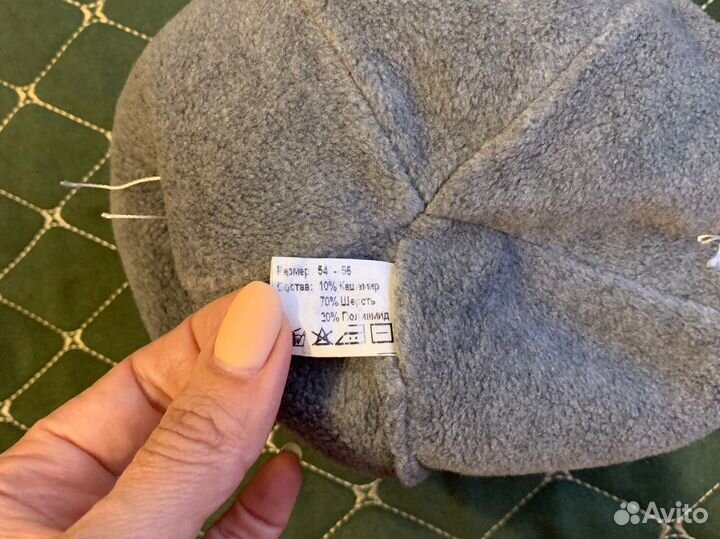 Размер: 54 - 56
Состав: 10% Кашемир
70% Шерсть
20% Полиамид
Avito